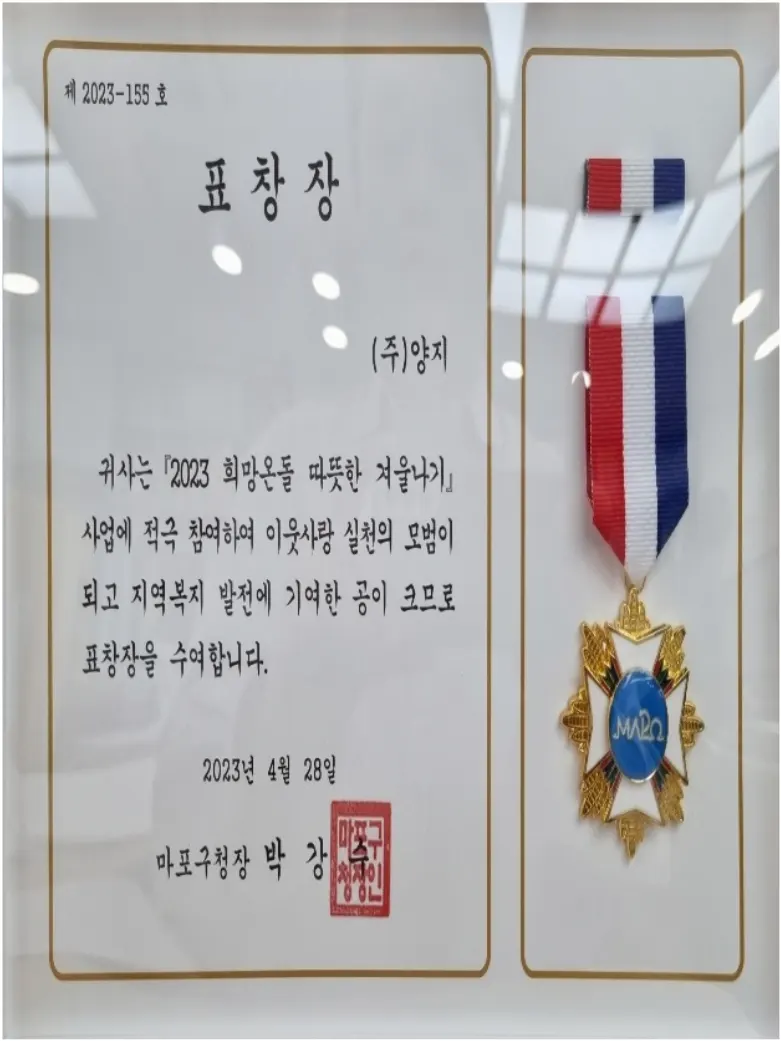 제 2023-155 호
표 창 장
(주)양지
귀사는 『2023 희망온돌 따뜻한 겨울나기』
사업에 적극 참여하여 이웃사랑 실천의 모범이
되고 지역복지 발전에 기여한 공이 크므로
표창장을 수여합니다.
2023년 4월 28일
마포구청장 박 강 수
마포구
청장인
MAPO